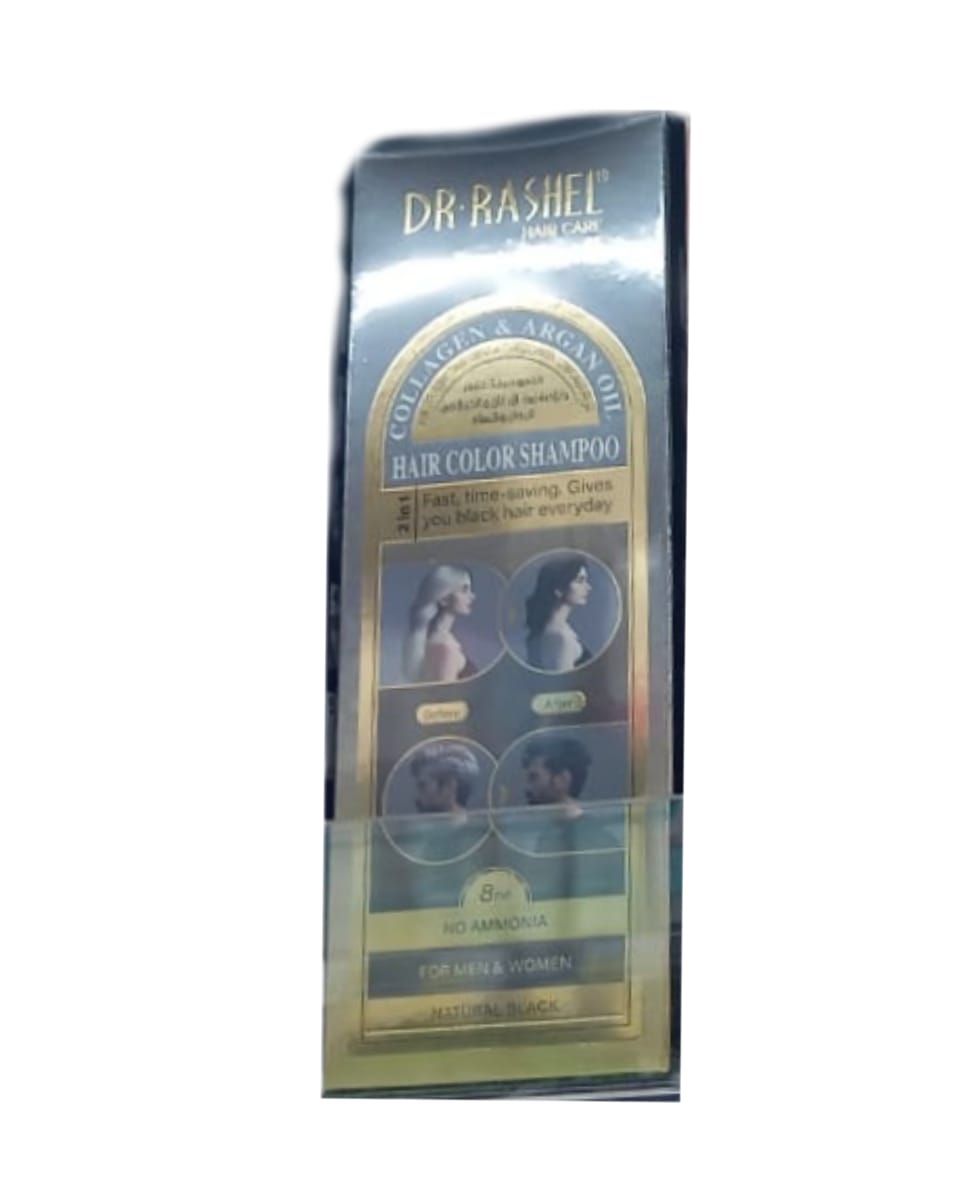 DR·RASHEL
HAIR CARE
COLLAGEN & ARGAN OIL
HAIR COLOR SHAMPOO
2 in 1
Fast, time-saving. Gives
you black hair everyday
Before
After
8
NO AMMONIA
FOR MEN & WOMEN
NATURAL BLACK